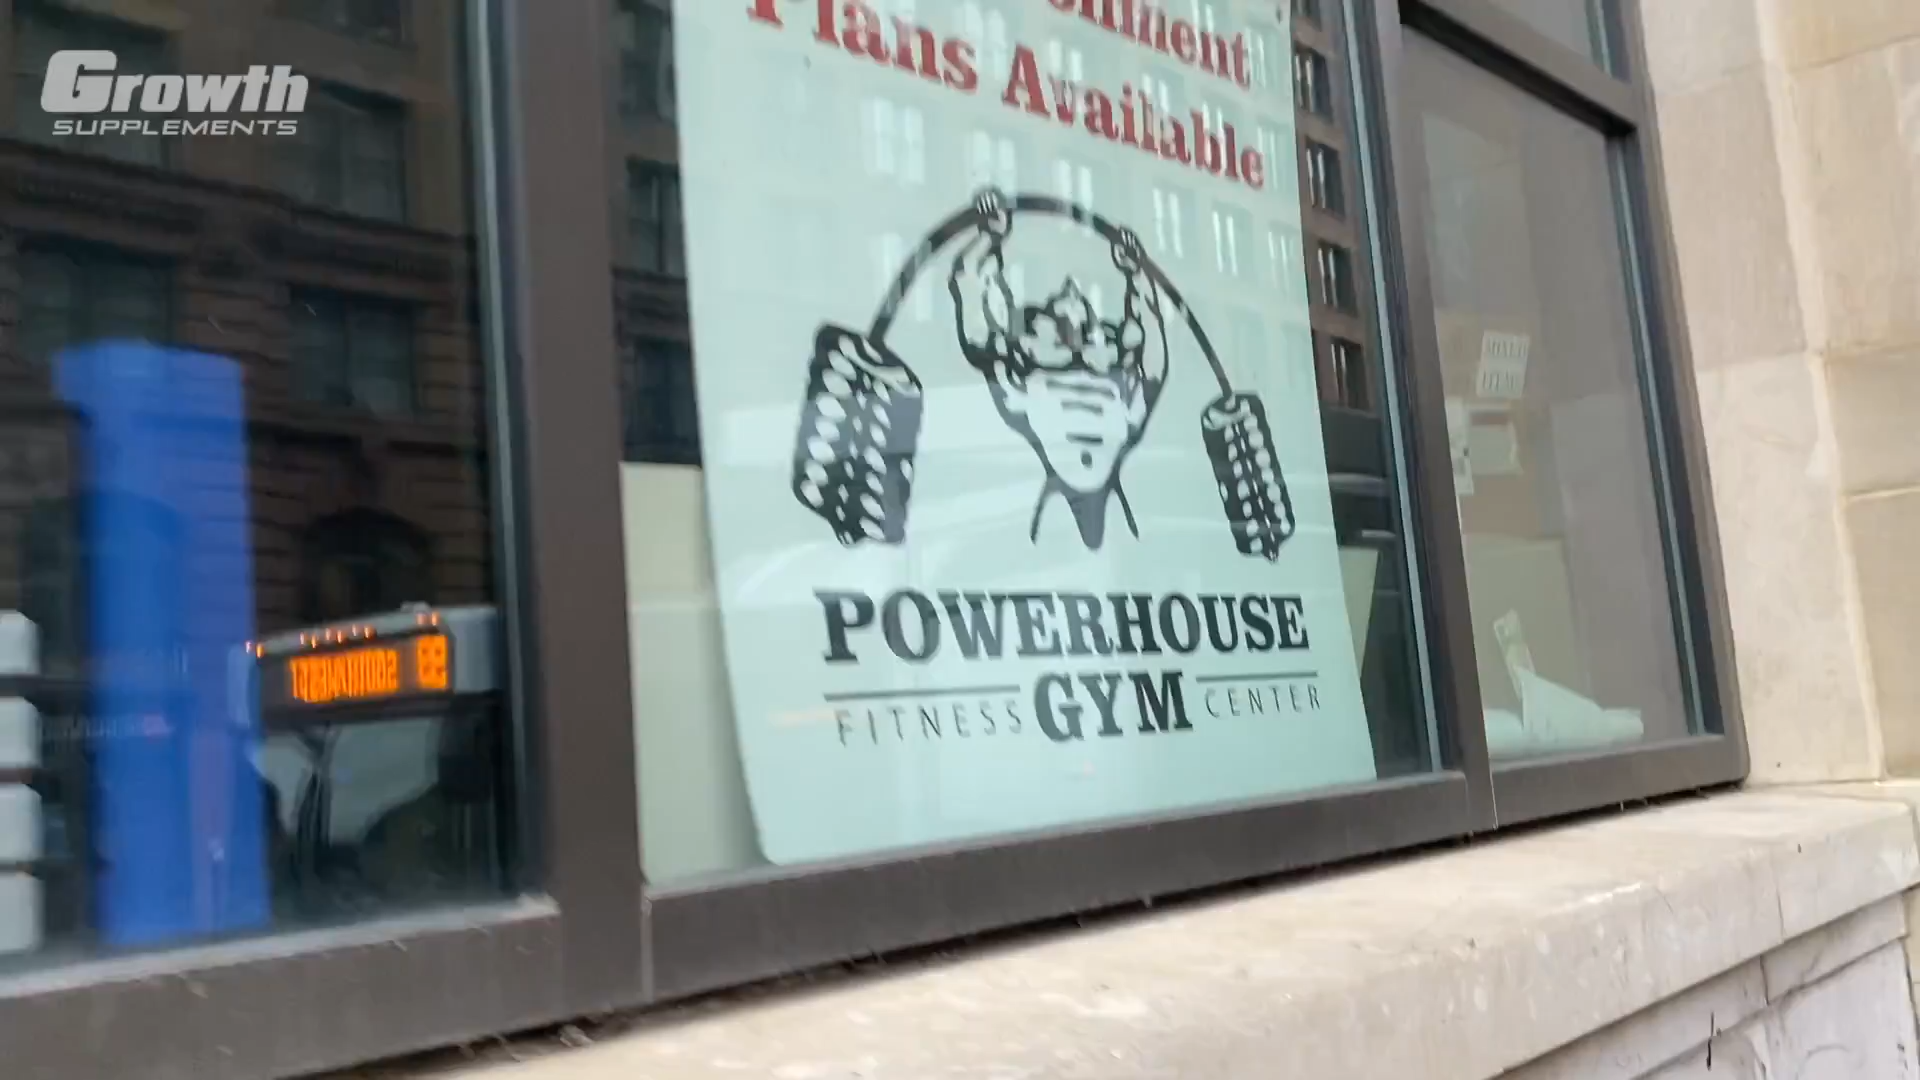 Growth
SUPPLEMENTS
Plans Available
POWERHOUSE
GYM
FITNESS CENTER